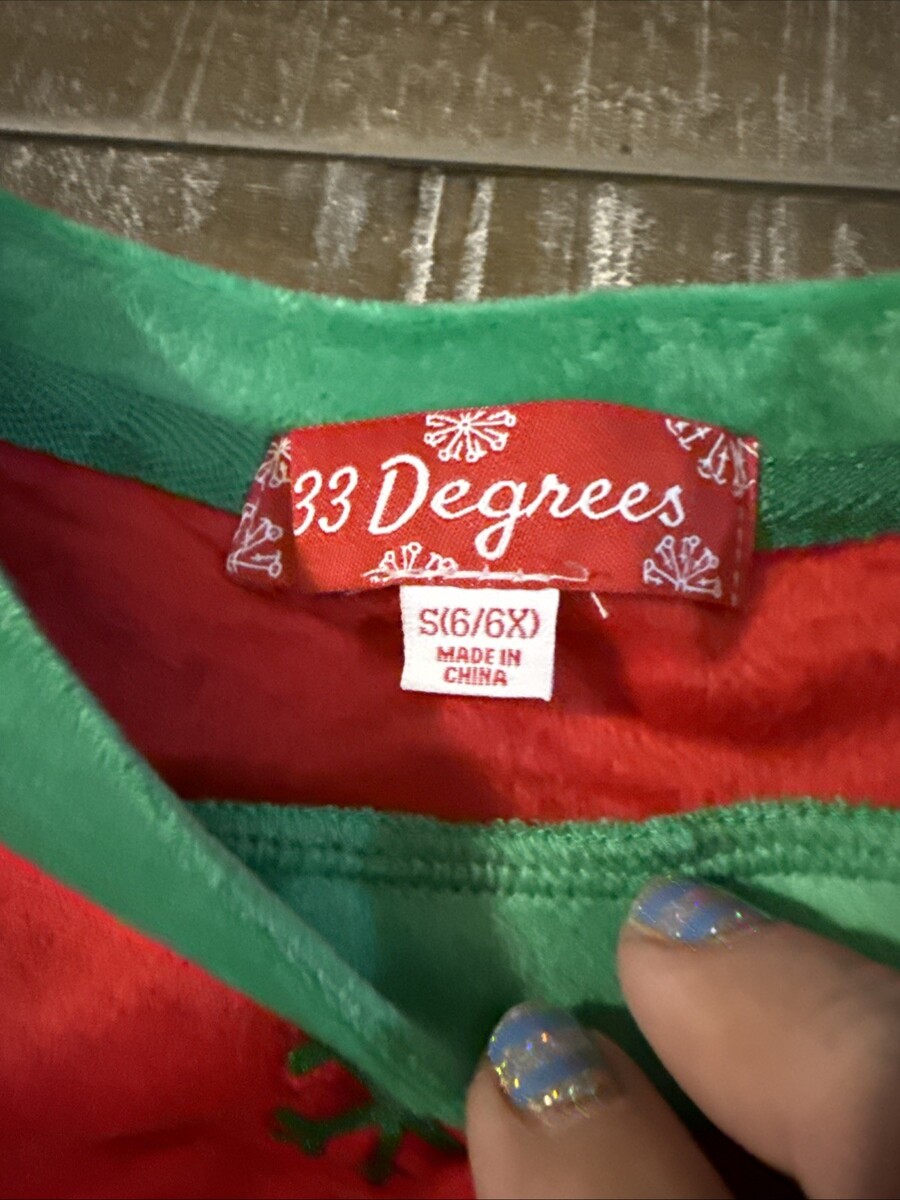 33 Degrees
S(6/6X)
MADE IN
CHINA